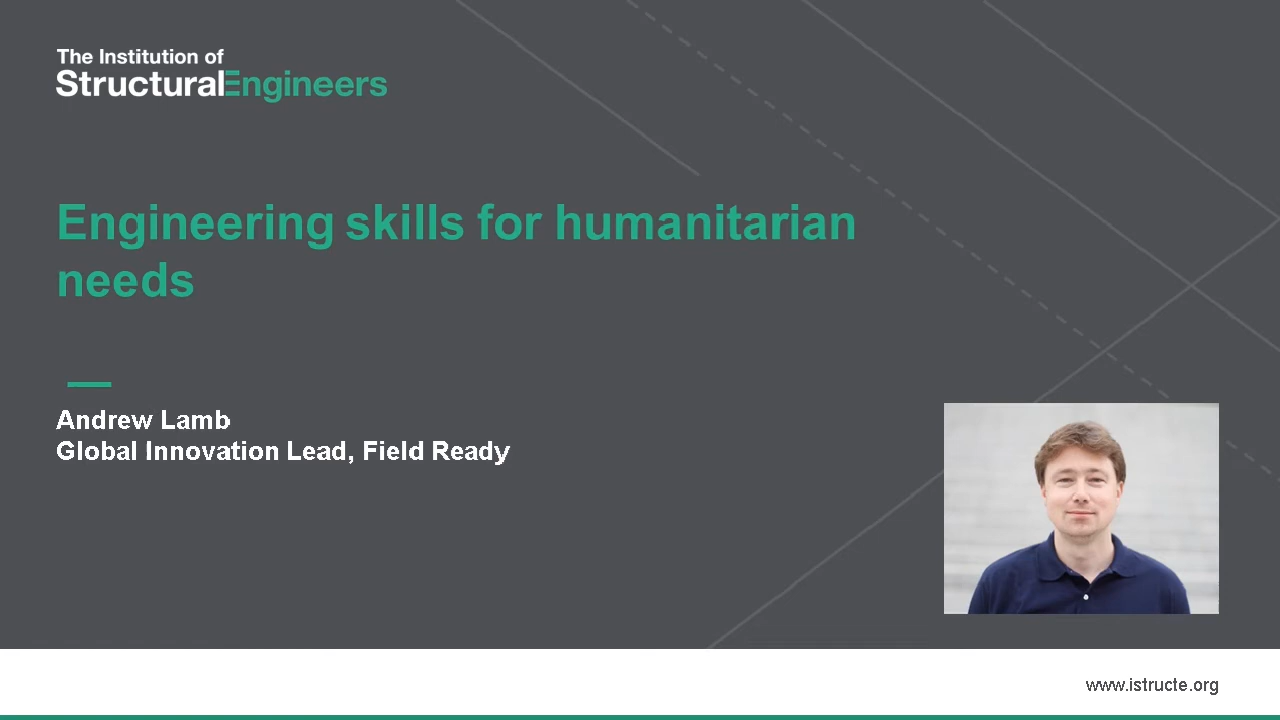 The Institution of
StructuralEngineers
Engineering skills for humanitarian
needs
Andrew Lamb
Global Innovation Lead, Field Ready
www.istructe.org